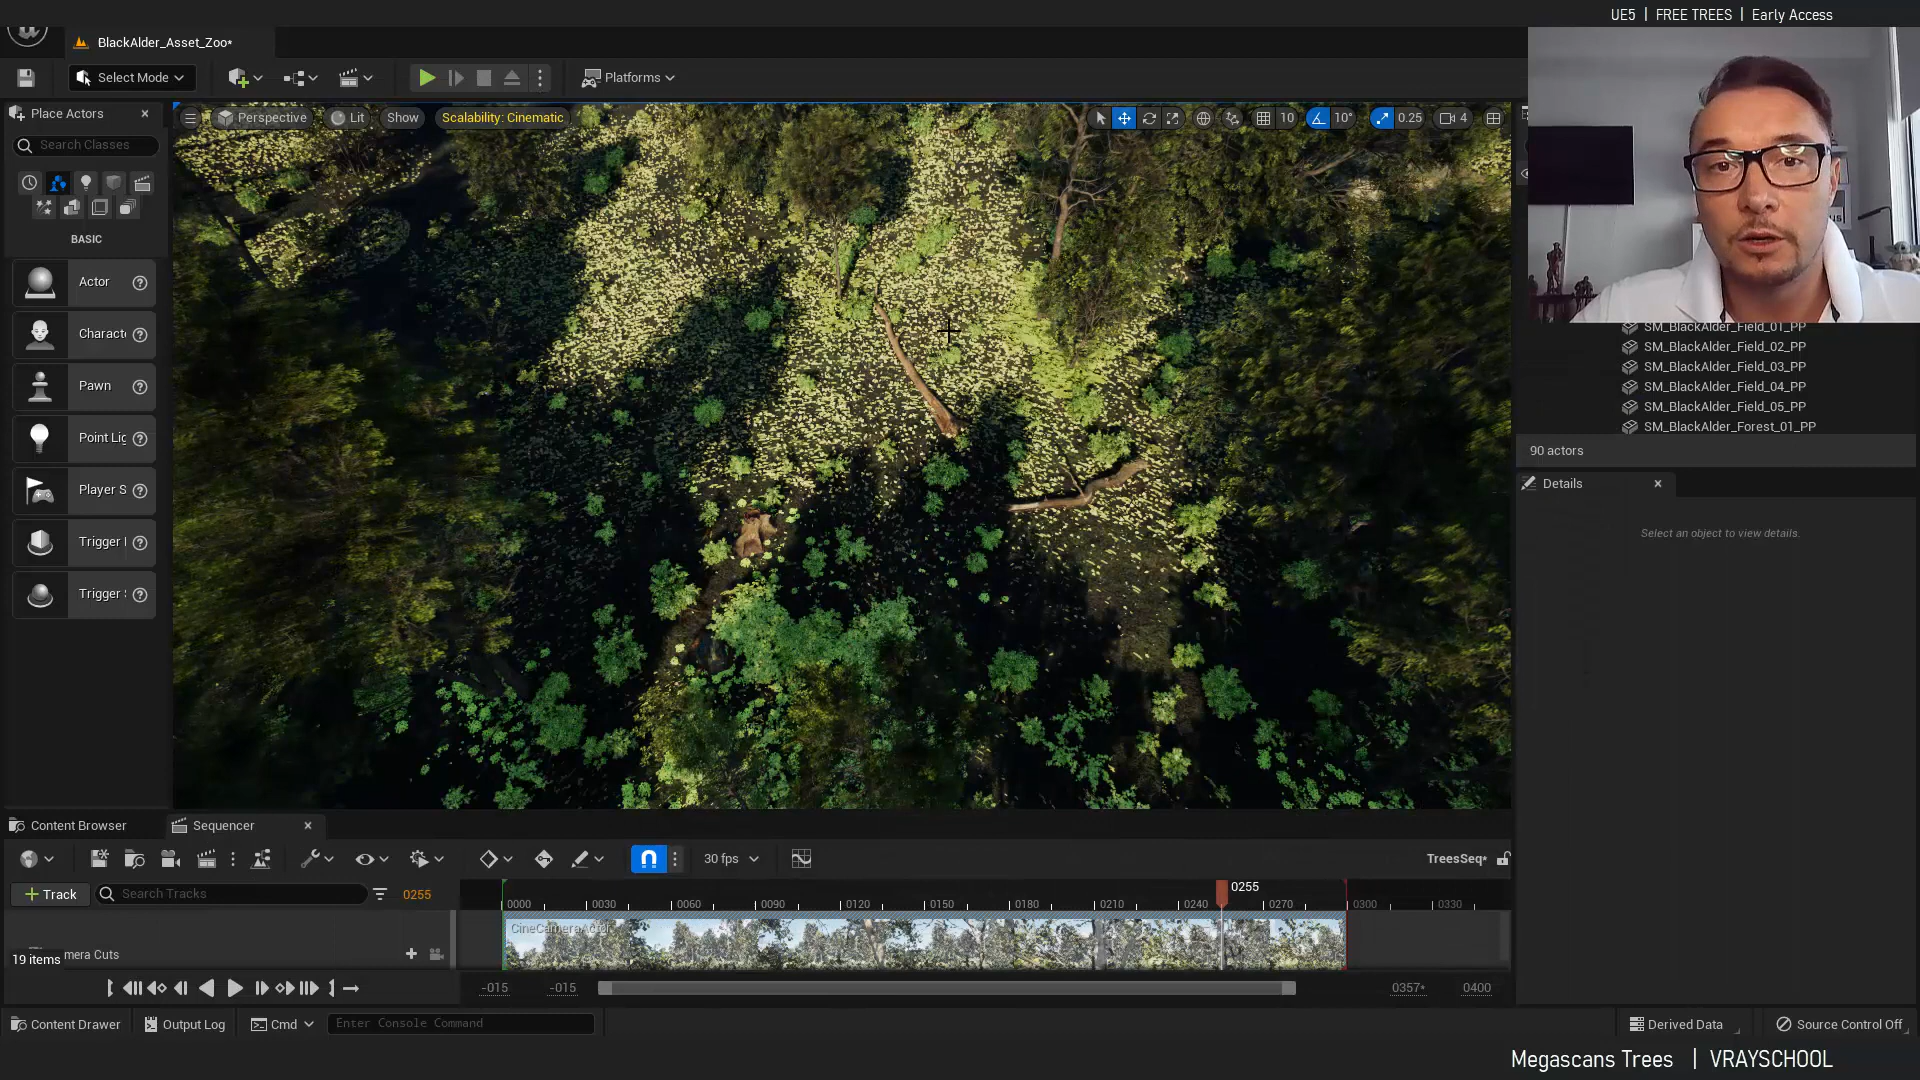 UE5 | FREE TREES | Early Access
BlackAlder_Asset_Zoo*
Select Mode
Platforms
Place Actors
Search Classes
BASIC
Actor
Charact
Pawn
Point Lig
Player S
Trigger
Trigger
Perspective
Lit
Show
Scalability: Cinematic
10
10°
0.25
4
SM_BlackAlder_Field_01_PP
SM_BlackAlder_Field_02_PP
SM_BlackAlder_Field_03_PP
SM_BlackAlder_Field_04_PP
SM_BlackAlder_Field_05_PP
SM_BlackAlder_Forest_01_PP
90 actors
Details
Select an object to view details.
Content Browser
Sequencer
30 fps
TreesSeq*
+ Track
Search Tracks
0255
0255
0000
0030
0060
0090
0120
0150
0180
0210
0240
0270
0300
0330
CineCameraActor
mera Cuts
19 items
-015
-015
0357*
0400
Content Drawer
Output Log
Cmd
Enter Console Command
Derived Data
Source Control Off
Megascans Trees | VRAYSCHOOL